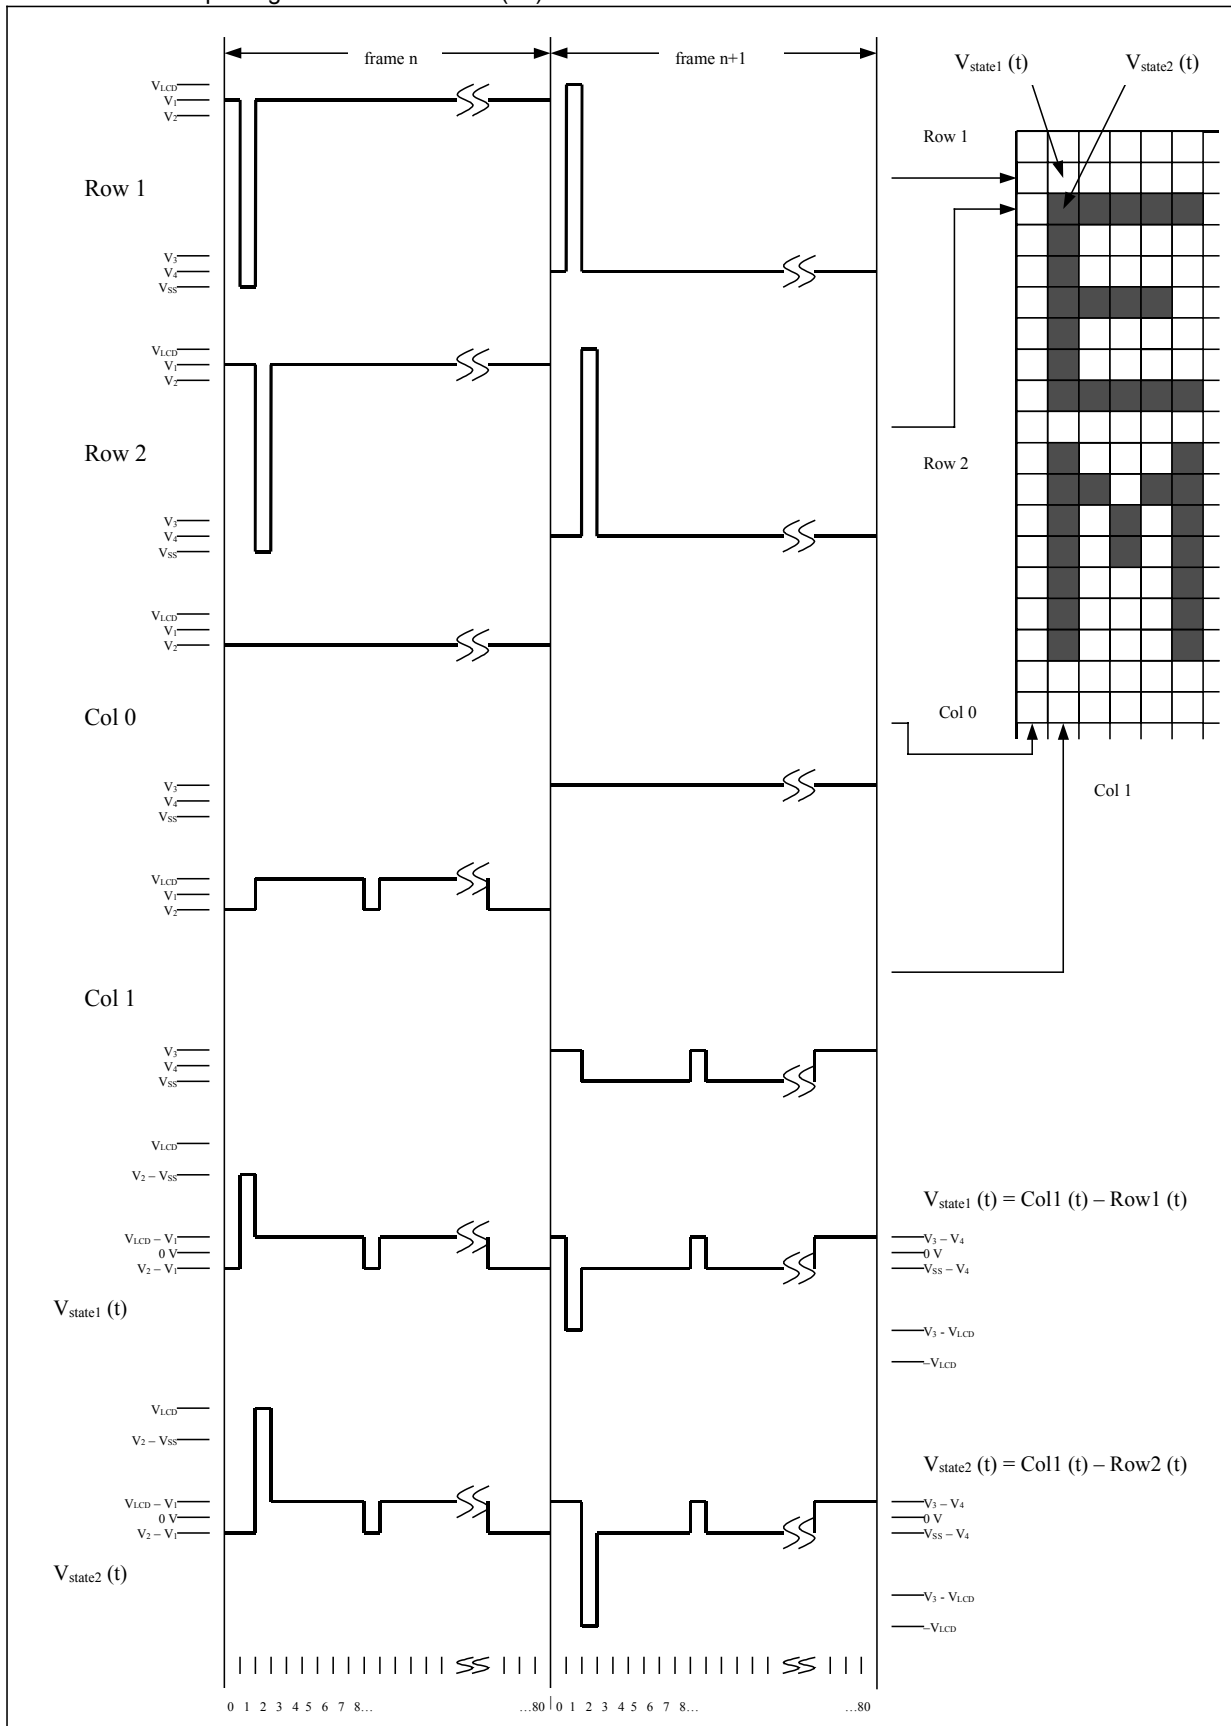 frame n
frame n+1
Vstate1 (t)
Vstate2 (t)
VLCD
V1
V2
Row 1
V3
V4
VSS
Row 1
VLCD
V1
V2
Row 2
V3
V4
VSS
Row 2
VLCD
V1
V2
Col 0
V3
V4
VSS
Col 0
Col 1
VLCD
V1
V2
Col 1
V3
V4
VSS
VLCD
V2 – VSS
VLCD – V1
0 V
V2 – V1
Vstate1 (t)
Vstate1 (t) = Col1 (t) – Row1 (t)
V3 – V4
0 V
VSS – V4
V3 - VLCD
–VLCD
VLCD
V2 – VSS
VLCD – V1
0 V
V2 – V1
Vstate2 (t)
Vstate2 (t) = Col1 (t) – Row2 (t)
V3 – V4
0 V
VSS – V4
V3 - VLCD
–VLCD
0 1 2 3 4 5 6 7 8… …80 0 1 2 3 4 5 6 7 8… …80